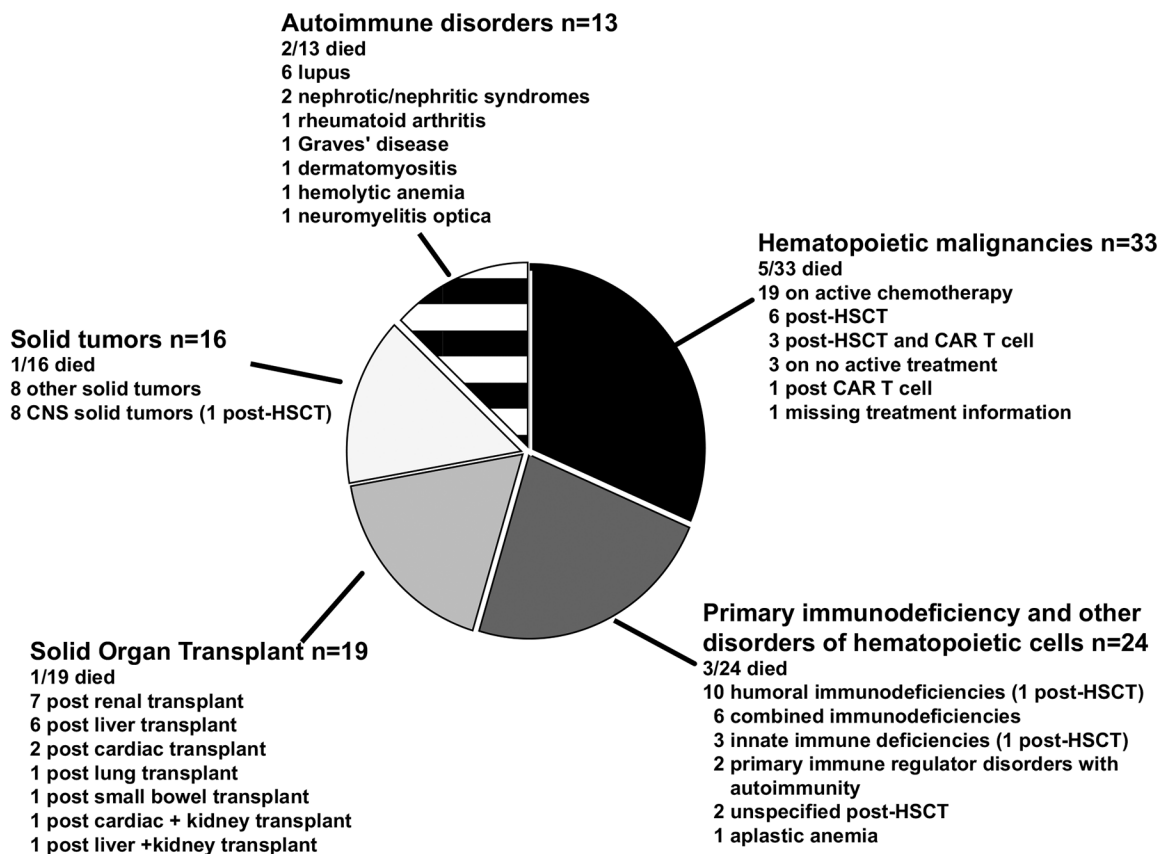 Autoimmune disorders n=13
2/13 died
6 lupus
2 nephrotic/nephritic syndromes
1 rheumatoid arthritis
1 Graves' disease
1 dermatomyositis
1 hemolytic anemia
1 neuromyelitis optica
Hematopoietic malignancies n=33
5/33 died
19 on active chemotherapy
6 post-HSCT
3 post-HSCT and CAR T cell
3 on no active treatment
1 post CAR T cell
1 missing treatment information
Solid tumors n=16
1/16 died
8 other solid tumors
8 CNS solid tumors (1 post-HSCT)
Solid Organ Transplant n=19
1/19 died
7 post renal transplant
6 post liver transplant
2 post cardiac transplant
1 post lung transplant
1 post small bowel transplant
1 post cardiac + kidney transplant
1 post liver +kidney transplant
Primary immunodeficiency and other
disorders of hematopoietic cells n=24
3/24 died
10 humoral immunodeficiencies (1 post-HSCT)
6 combined immunodeficiencies
3 innate immune deficiencies (1 post-HSCT)
2 primary immune regulator disorders with
autoimmunity
2 unspecified post-HSCT
1 aplastic anemia